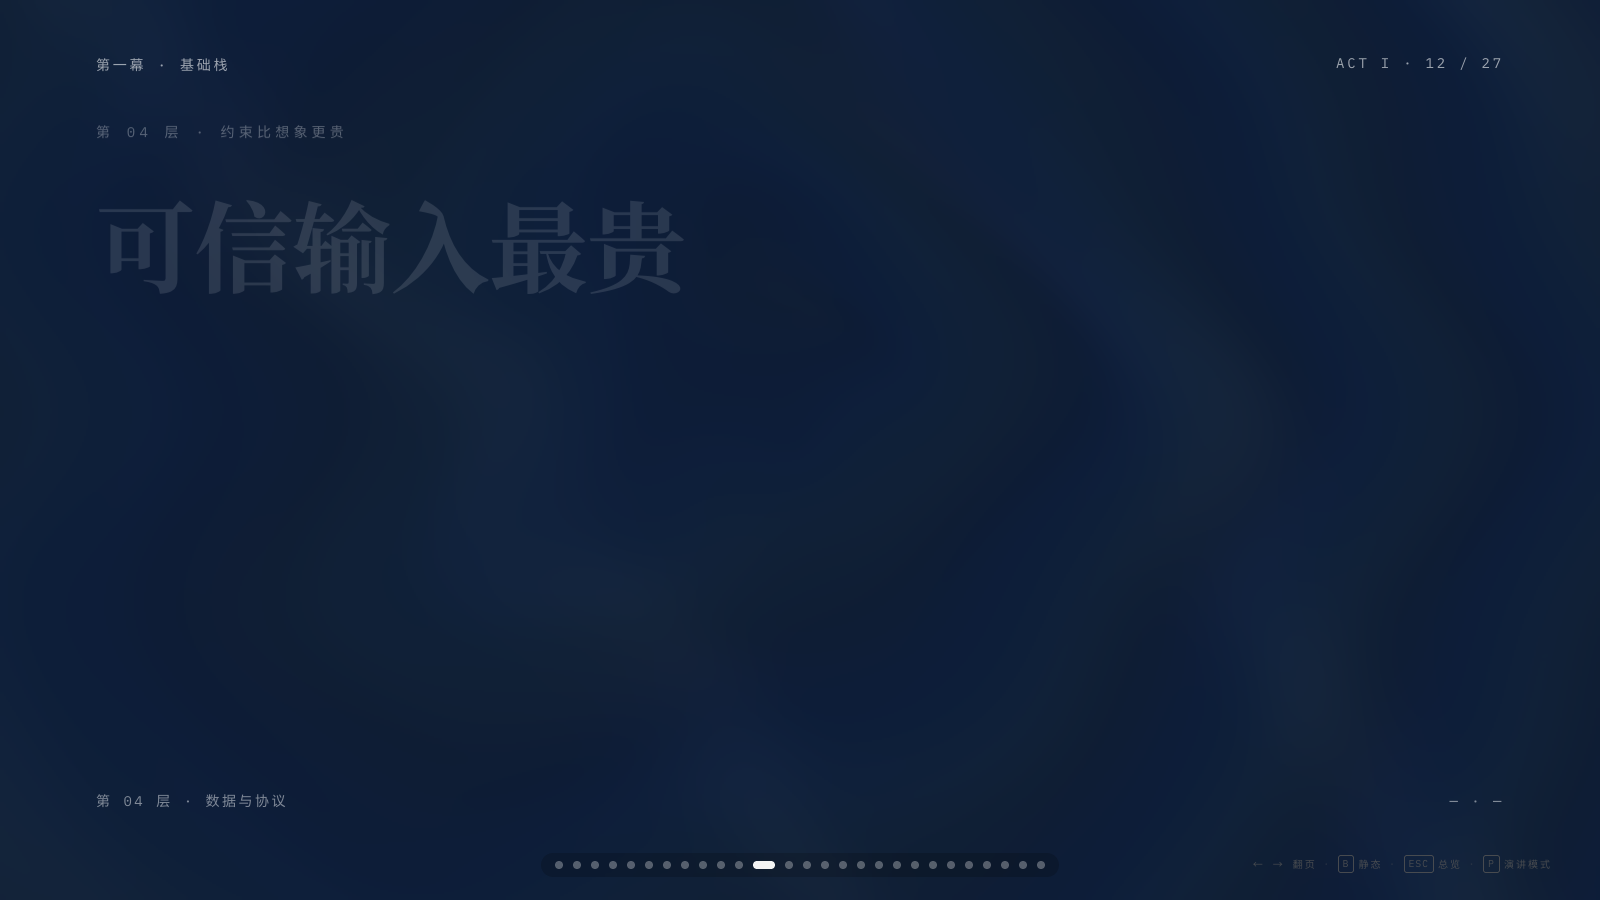 第一幕 · 基础栈
ACT I · 12 / 27
第 04 层 · 约束比想象更贵
可信输入最贵
第 04 层 · 数据与协议
— · —
← → 翻页 · B 静态 · ESC 总览 · P 演讲模式